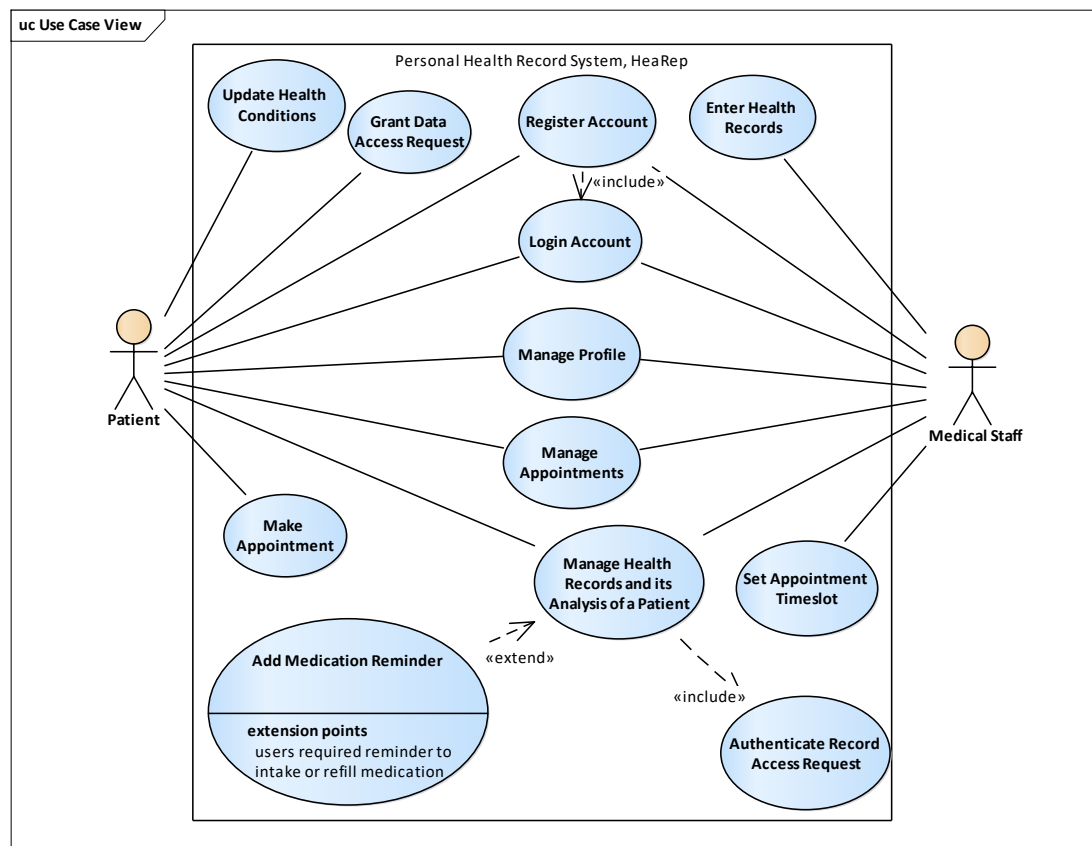 uc Use Case View
Personal Health Record System, HeaRep
Update Health
Conditions
Grant Data
Access Request
Register Account
Enter Health
Records
«include»
Login Account
Manage Profile
Patient
Medical Staff
Manage
Appointments
Make
Appointment
Manage Health
Records and its
Analysis of a Patient
Set Appointment
Timeslot
«extend»
Add Medication Reminder
extension points
users required reminder to
intake or refill medication
«include»
Authenticate Record
Access Request